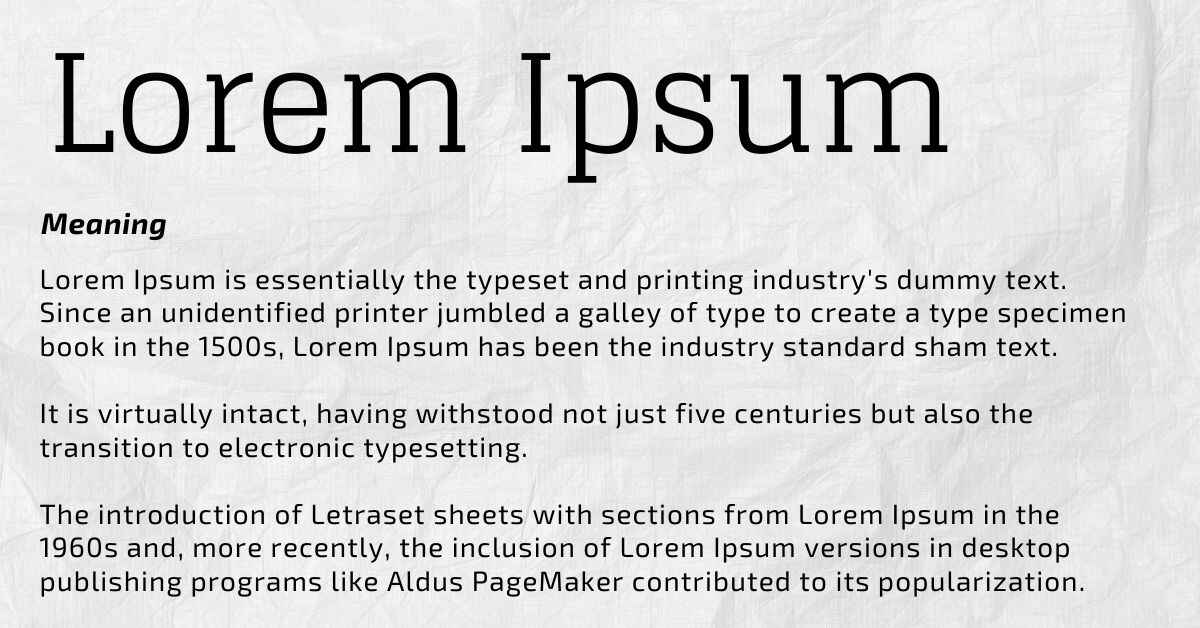 Lorem Ipsum
Meaning
Lorem Ipsum is essentially the typeset and printing industry's dummy text.
Since an unidentified printer jumbled a galley of type to create a type specimen
book in the 1500s, Lorem Ipsum has been the industry standard sham text.
It is virtually intact, having withstood not just five centuries but also the
transition to electronic typesetting.
The introduction of Letraset sheets with sections from Lorem Ipsum in the
1960s and, more recently, the inclusion of Lorem Ipsum versions in desktop
publishing programs like Aldus PageMaker contributed to its popularization.